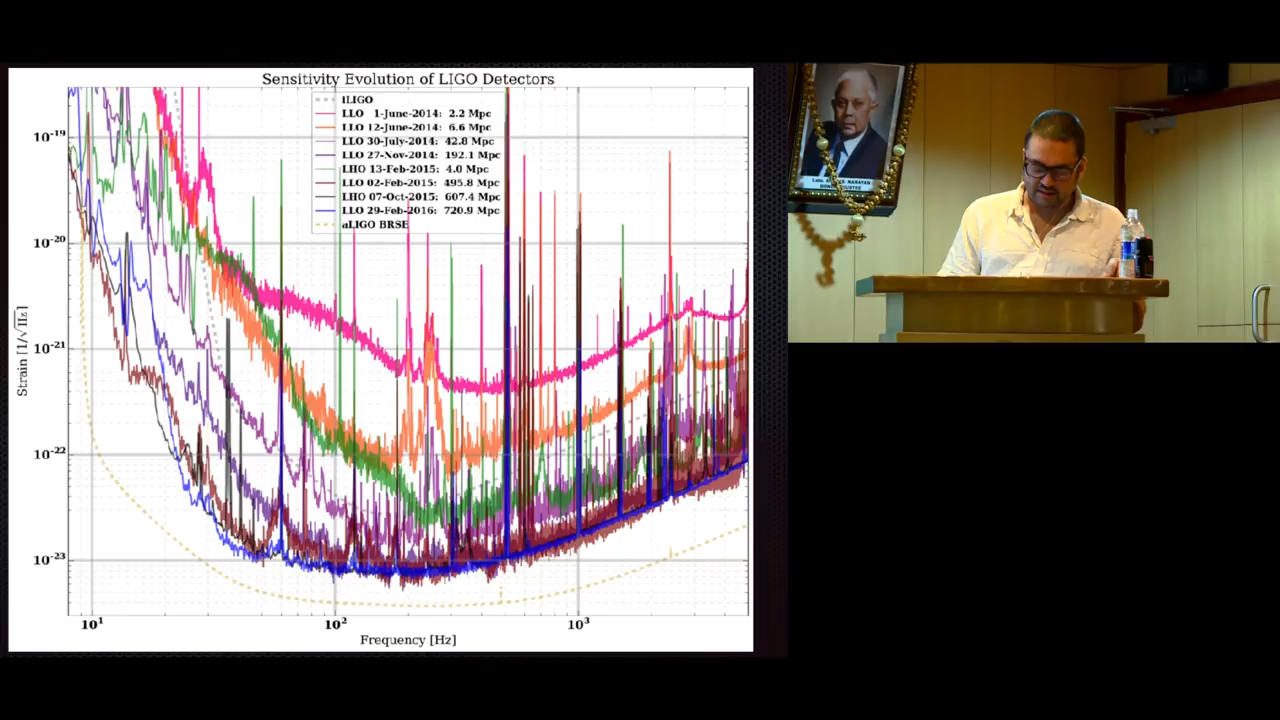 Sensitivity Evolution of LIGO Detectors
iLIGO
LLO 1-June-2014: 2.2 Mpc
LLO 12-June-2014: 6.6 Mpc
LLO 30-July-2014: 42.8 Mpc
LLO 27-Nov-2014: 192.1 Mpc
LHO 13-Feb-2015: 4.0 Mpc
LLO 02-Feb-2015: 495.8 Mpc
LHO 07-Oct-2015: 607.4 Mpc
LLO 29-Feb-2016: 720.9 Mpc
aLIGO BRSE
10⁻¹⁹
10⁻²⁰
10⁻²¹
10⁻²²
10⁻²³
Strain [1/√Hz]
10¹ 10² 10³
Frequency [Hz]
NARAYAN